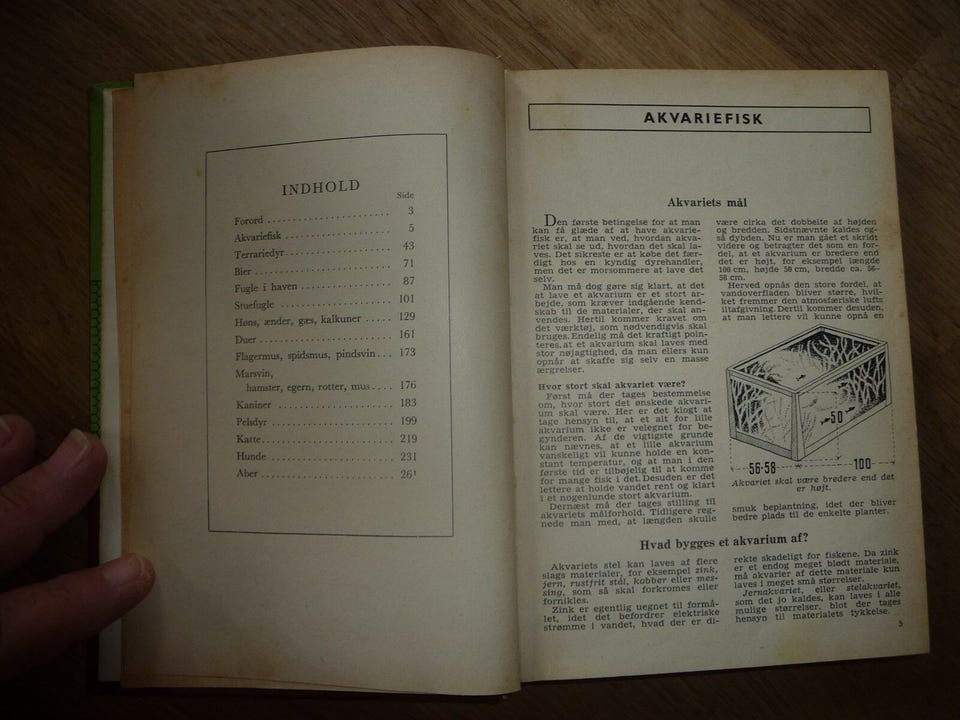 INDHOLD
Side
Forord 3
Akvariefisk 5
Terrariedyr 43
Bier 71
Fugle i haven 87
Stuefugle 101
Høns, ænder, gæs, kalkuner 129
Duer 161
Flagermus, spidsmus, pindsvin 173
Marsvin,
hamster, egern, rotter, mus 176
Kaniner 183
Pelsdyr 199
Katte 219
Hunde 231
Aber 261
AKVARIEFISK
Akvariets mål
Den første betingelse for at man
kan få glæde af at have akvarie-
fisk er, at man ved, hvordan akva-
riet skal se ud, hvordan det skal la-
ves. Det sikreste er at købe det fær-
digt hos en kyndig dyrehandler,
men det er morsommere at lave det
selv.
Man må dog gøre sig klart, at det
at lave et akvarium er et stort ar-
bejde, som kræver indgående kend-
skab til de materialer, der skal an-
vendes. Hertil kommer kravet om
det værktøj, som nødvendigvis skal
bruges. Endelig må det kraftigt poin-
teres, at et akvarium skal laves med
stor nøjagtighed, da man ellers kun
opnår at skaffe sig selv en masse
ærgrelser.
Hvor stort skal akvariet være?
Først må der tages bestemmelse
om, hvor stort det ønskede akvari-
um skal være. Her er det klogt at
tage hensyn til, at et alt for lille
akvarium ikke er velegnet for be-
gynderen. Af de vigtigste grunde
kan nævnes, at et lille akvarium
vanskeligt vil kunne holde en kon-
stant temperatur, og at man i den
første tid er tilbøjelig til at komme
for mange fisk i det. Desuden er det
lettere at holde vandet rent og klart
i et nogenlunde stort akvarium.
Dernæst må der tages stilling til
akvariets målforhold. Tidligere reg-
nede man med, at længden skulle
være cirka det dobbelte af højden
og bredden. Sidstnævnte kaldes og-
så dybden. Nu er man gået et skridt
videre og betragter det som en for-
del, at et akvarium er bredere end
det er højt, for eksempel længde
100 cm, højde 50 cm, bredde ca. 56-
58 cm.
Herved opnås den store fordel, at
vandoverfladen bliver større, hvil-
ket fremmer den atmosfæriske lufts
iltafgivning. Dertil kommer desuden,
at man lettere vil kunne opnå en
50
56-58
100
Akvariet skal være bredere end det
er højt.
smuk beplantning, idet der bliver
bedre plads til de enkelte planter.
Hvad bygges et akvarium af?
Akvariets stel kan laves af flere
slags materialer, for eksempel zink,
jern, rustfrit stål, kobber eller mes-
sing, som så skal forkromes eller
fornikles.
Zink er egentlig uegnet til formå-
let, idet det befordrer elektriske
strømme i vandet, hvad der er di-
rekte skadeligt for fiskene. Da zink
er et endog meget blødt materiale,
må akvarier af dette materiale kun
laves i meget små størrelser.
Jernakvariet, eller stelakvariet,
som det jo kaldes, kan laves i alle
mulige størrelser, blot der tages
hensyn til materialets tykkelse.
5